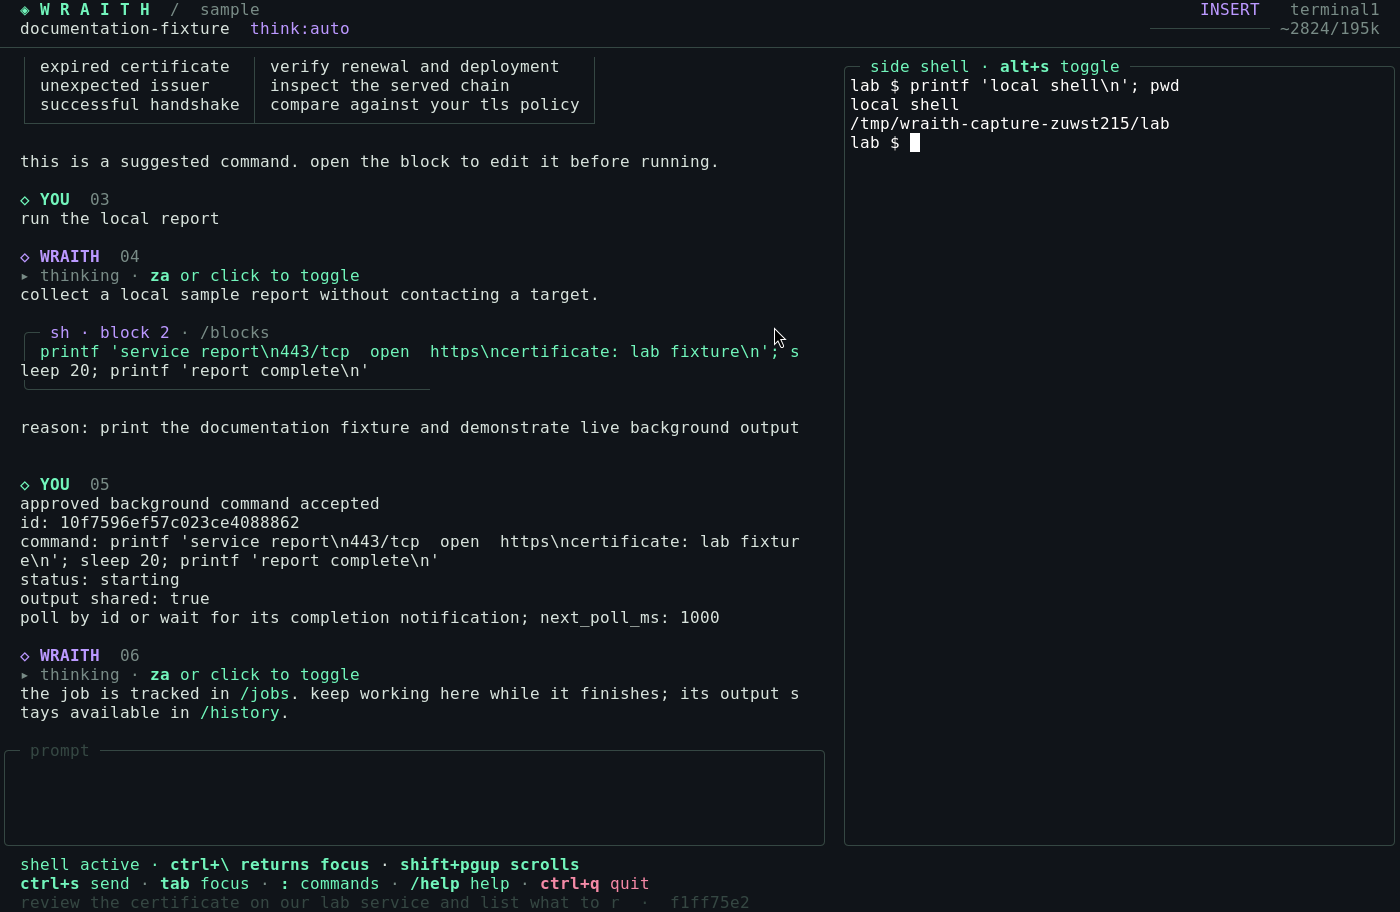 ◈ W R A I T H / sample INSERT terminal1
documentation-fixture think:auto ~2824/195k
expired certificate verify renewal and deployment
unexpected issuer inspect the served chain
successful handshake compare against your tls policy
this is a suggested command. open the block to edit it before running.
◇ YOU 03
run the local report
◇ WRAITH 04
▸ thinking · za or click to toggle
collect a local sample report without contacting a target.
sh · block 2 · /blocks
printf 'service report\n443/tcp  open  https\ncertificate: lab fixture\n'; s
leep 20; printf 'report complete\n'
reason: print the documentation fixture and demonstrate live background output
◇ YOU 05
approved background command accepted
id: 10f7596ef57c023ce4088862
command: printf 'service report\n443/tcp  open  https\ncertificate: lab fixtur
e\n'; sleep 20; printf 'report complete\n'
status: starting
output shared: true
poll by id or wait for its completion notification; next_poll_ms: 1000
◇ WRAITH 06
▸ thinking · za or click to toggle
the job is tracked in /jobs. keep working here while it finishes; its output s
tays available in /history.
prompt
side shell · alt+s toggle
lab $ printf 'local shell\n'; pwd
local shell
/tmp/wraith-capture-zuwst215/lab
lab $
shell active · ctrl+\ returns focus · shift+pgup scrolls
ctrl+s send · tab focus · : commands · /help help · ctrl+q quit
review the certificate on our lab service and list what to r · f1ff75e2